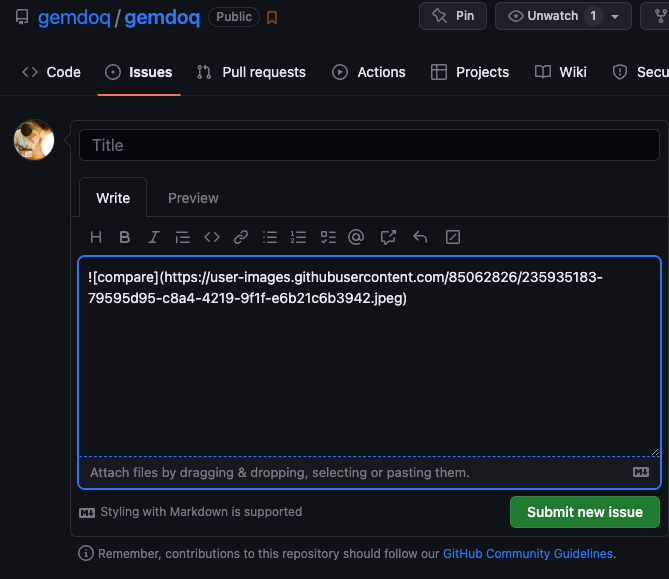 gemdoq / gemdoq Public Pin Unwatch 1
Code Issues Pull requests Actions Projects Wiki Secu
Title
Write Preview
![compare](https://user-images.githubusercontent.com/85062826/235935183-
79595d95-c8a4-4219-9f1f-e6b21c6b3942.jpeg)
Attach files by dragging & dropping, selecting or pasting them.
Styling with Markdown is supported
Submit new issue
Remember, contributions to this repository should follow our GitHub Community Guidelines.